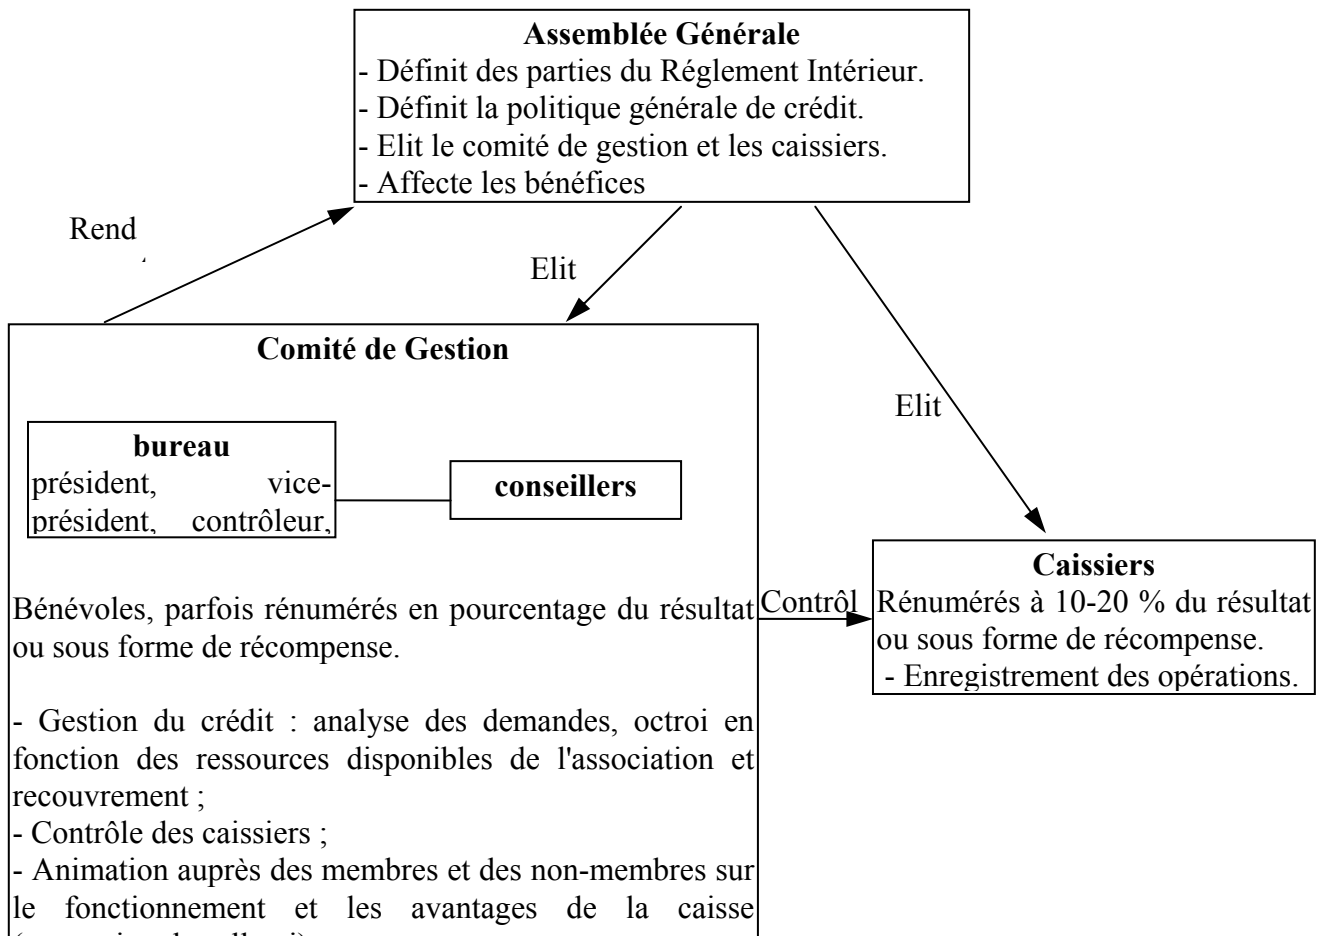 Assemblée Générale
- Définit des parties du Réglement Intérieur.
- Définit la politique générale de crédit.
- Elit le comité de gestion et les caissiers.
- Affecte les bénéfices
Rend
Elit
Elit
Comité de Gestion
bureau
président, vice-
président, contrôleur,
conseillers
Bénévoles, parfois rénumérés en pourcentage du résultat
ou sous forme de récompense.
- Gestion du crédit : analyse des demandes, octroi en
fonction des ressources disponibles de l'association et
recouvrement ;
- Contrôle des caissiers ;
- Animation auprès des membres et des non-membres sur
le fonctionnement et les avantages de la caisse
Contrôl
Caissiers
Rénumérés à 10-20 % du résultat
ou sous forme de récompense.
- Enregistrement des opérations.